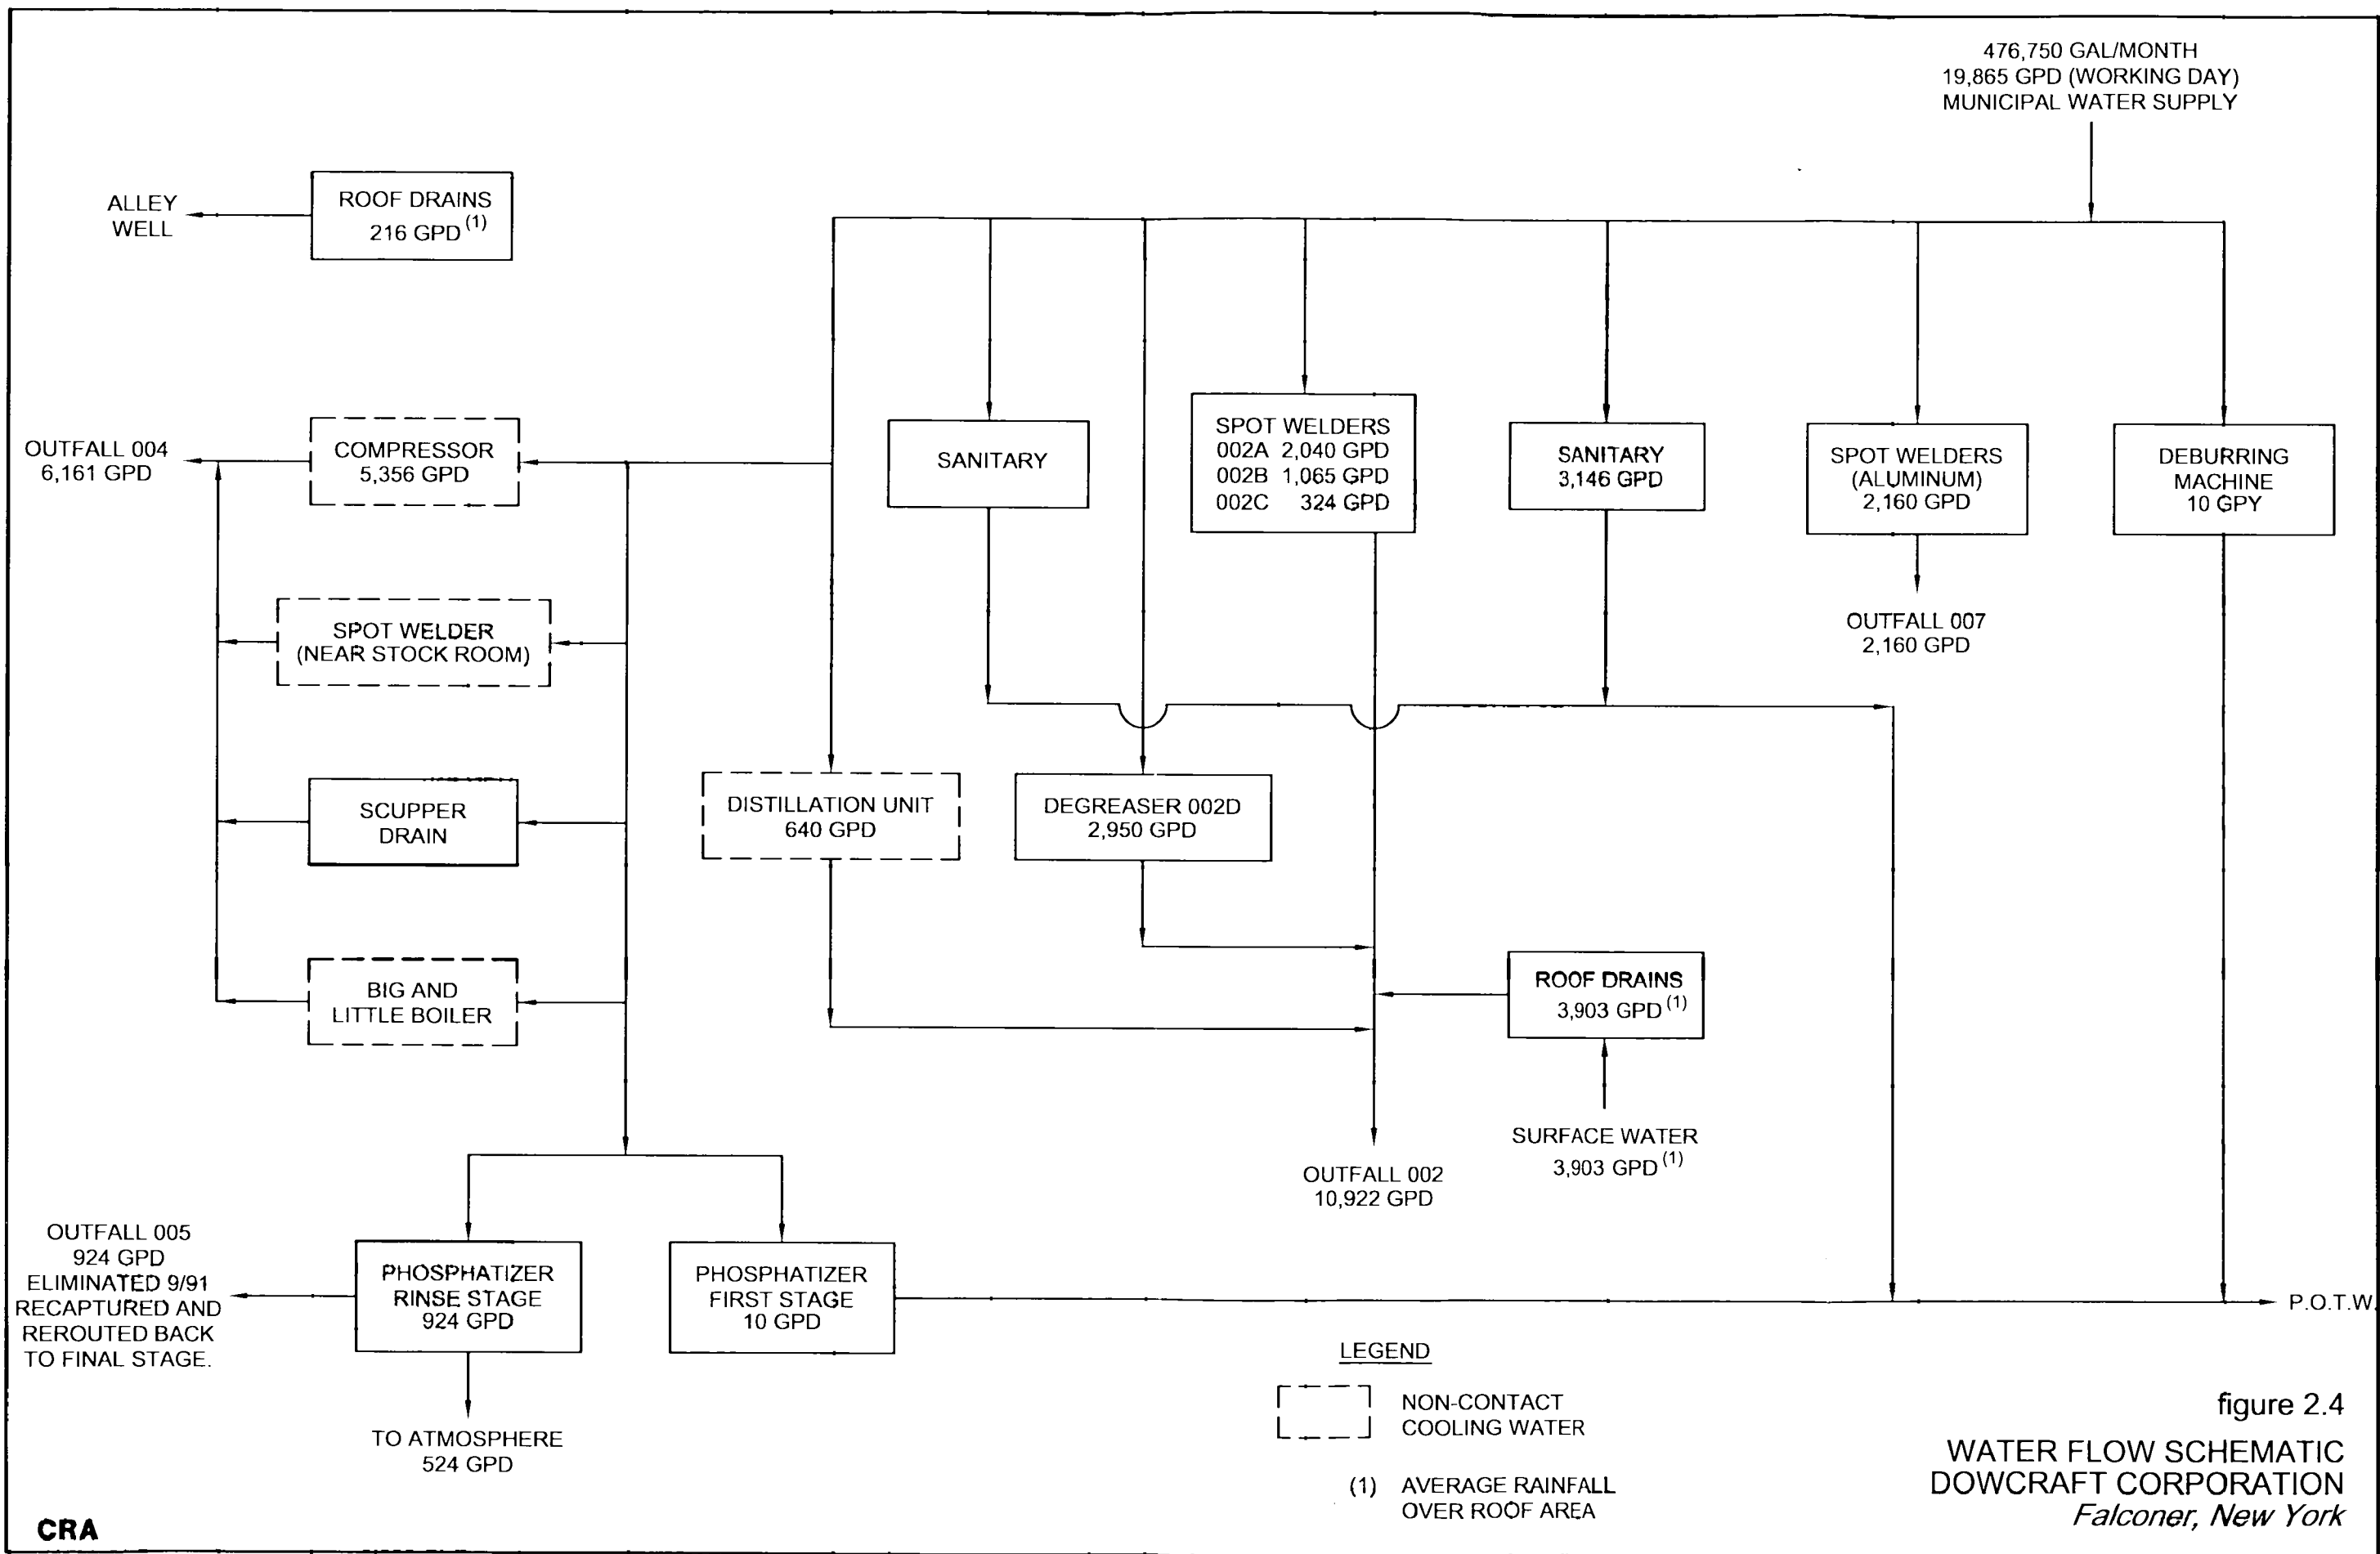 476,750 GAL/MONTH
19,865 GPD (WORKING DAY)
MUNICIPAL WATER SUPPLY
ALLEY
WELL
ROOF DRAINS
216 GPD (1)
OUTFALL 004
6,161 GPD
COMPRESSOR
5,356 GPD
SANITARY
SPOT WELDERS
002A 2,040 GPD
002B 1,065 GPD
002C 324 GPD
SANITARY
3,146 GPD
SPOT WELDERS
(ALUMINUM)
2,160 GPD
DEBURRING
MACHINE
10 GPY
OUTFALL 007
2,160 GPD
SPOT WELDER
(NEAR STOCK ROOM)
SCUPPER
DRAIN
DISTILLATION UNIT
640 GPD
DEGREASER 002D
2,950 GPD
BIG AND
LITTLE BOILER
ROOF DRAINS
3,903 GPD (1)
SURFACE WATER
3,903 GPD (1)
OUTFALL 002
10,922 GPD
OUTFALL 005
924 GPD
ELIMINATED 9/91
RECAPTURED AND
REROUTED BACK
TO FINAL STAGE.
PHOSPHATIZER
RINSE STAGE
924 GPD
PHOSPHATIZER
FIRST STAGE
10 GPD
P.O.T.W.
TO ATMOSPHERE
524 GPD
LEGEND
NON-CONTACT
COOLING WATER
(1) AVERAGE RAINFALL
OVER ROOF AREA
figure 2.4
WATER FLOW SCHEMATIC
DOWCRAFT CORPORATION
Falconer, New York
CRA